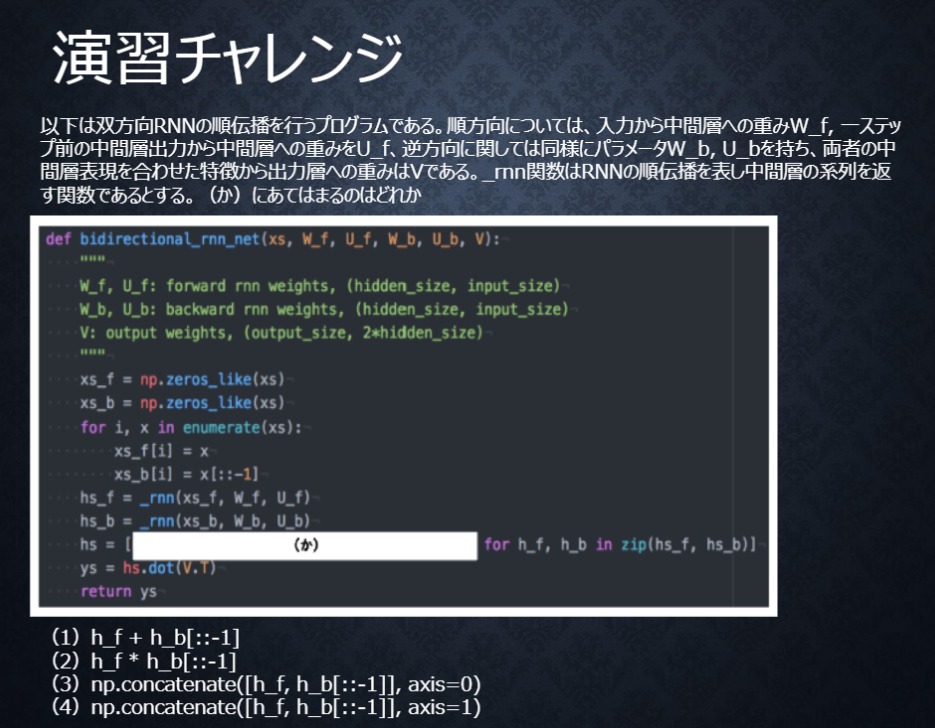 演習チャレンジ
以下は双方向RNNの順伝播を行うプログラムである。順方向については、入力から中間層への重みW_f, 一ステッ
プ前の中間層出力から中間層への重みをU_f、逆方向に関しては同様にパラメータW_b, U_bを持ち、両者の中
間層表現を合わせた特徴から出力層への重みはVである。_rnn関数はRNNの順伝播を表し中間層の系列を返
す関数であるとする。（か）にあてはまるのはどれか
def bidirectional_rnn_net(xs, W_f, U_f, W_b, U_b, V):
    """
    W_f, U_f: forward rnn weights, (hidden_size, input_size)
    W_b, U_b: backward rnn weights, (hidden_size, input_size)
    V: output weights, (output_size, 2*hidden_size)
    """
    xs_f = np.zeros_like(xs)
    xs_b = np.zeros_like(xs)
    for i, x in enumerate(xs):
        xs_f[i] = x
        xs_b[i] = x[::-1]
    hs_f = _rnn(xs_f, W_f, U_f)
    hs_b = _rnn(xs_b, W_b, U_b)
    hs = [ （か） for h_f, h_b in zip(hs_f, hs_b)]
    ys = hs.dot(V.T)
    return ys
（1）h_f + h_b[::-1]
（2）h_f * h_b[::-1]
（3）np.concatenate([h_f, h_b[::-1]], axis=0)
（4）np.concatenate([h_f, h_b[::-1]], axis=1)